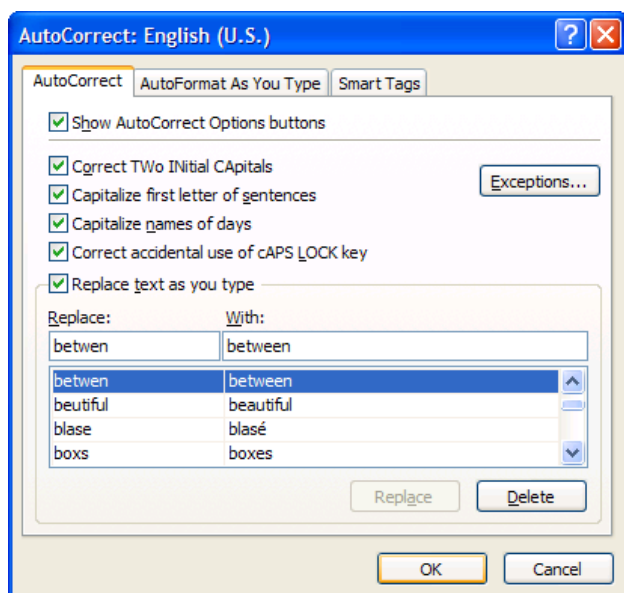 AutoCorrect: English (U.S.)
AutoCorrect AutoFormat As You Type Smart Tags
Show AutoCorrect Options buttons
Correct TWo INitial CApitals
Exceptions...
Capitalize first letter of sentences
Capitalize names of days
Correct accidental use of cAPS LOCK key
Replace text as you type
Replace: With:
betwen between
betwen between
beutiful beautiful
blase blasé
boxs boxes
Replace Delete
OK Cancel